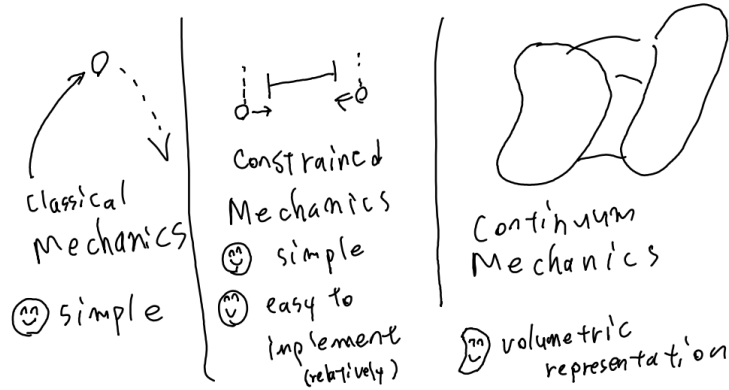 Classical
Mechanics
simple
Constrained
Mechanics
simple
easy to
implement
(relatively)
Continuum
Mechanics
volumetric
representation